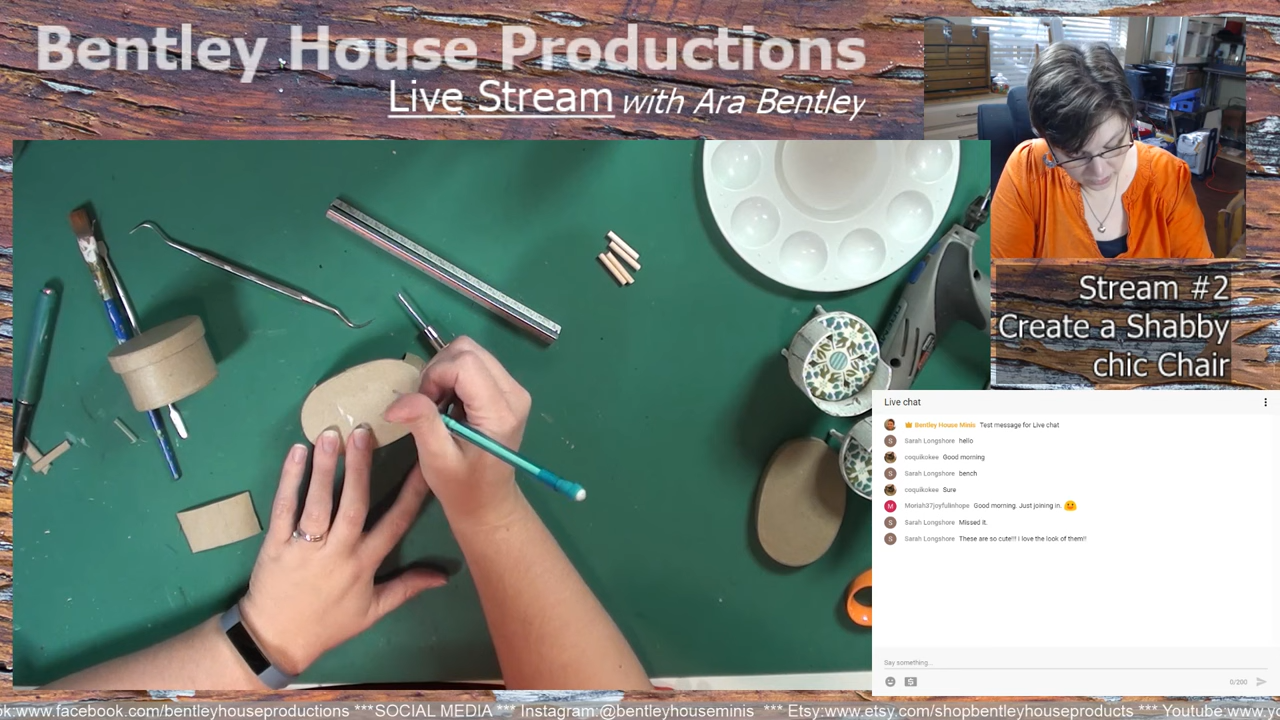 Bentley House Productions
Live Stream with Ara Bentley
Stream #2
Create a Shabby
chic Chair
Live chat
Bentley House Minis Test message for Live chat
Sarah Longshore hello
coquikokee Good morning
Sarah Longshore bench
coquikokee Sure
Moriah37joyfulinhope Good morning. Just joining in.
Sarah Longshore Missed it.
Sarah Longshore These are so cute!!! I love the look of them!!
Say something...
0/200
ok:www.facebook.com/bentleyhouseproductions ***SOCIAL MEDIA *** Instagram:@bentleyhouseminis *** Etsy:www.etsy.com/shopbentleyhouseproducts *** Youtube:www.y